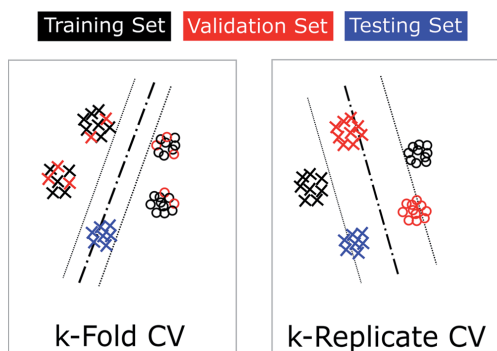 Training Set
Validation Set
Testing Set
k-Fold CV
k-Replicate CV